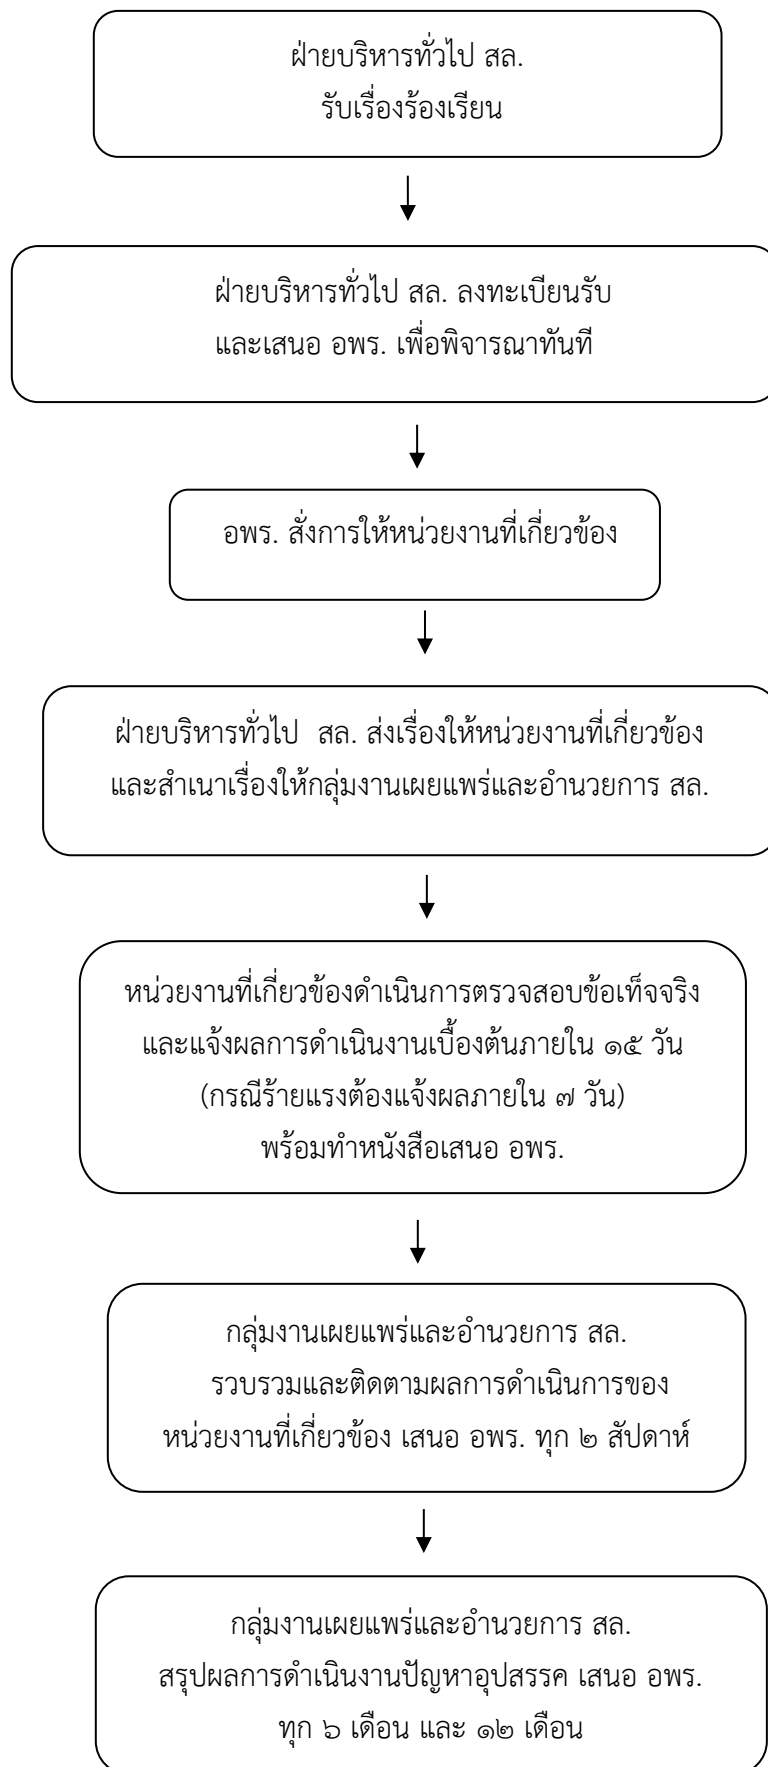 ฝ่ายบริหารทั่วไป สล.
รับเรื่องร้องเรียน
ฝ่ายบริหารทั่วไป สล. ลงทะเบียนรับ
และเสนอ อพร. เพื่อพิจารณาทันที
อพร. สั่งการให้หน่วยงานที่เกี่ยวข้อง
ฝ่ายบริหารทั่วไป สล. ส่งเรื่องให้หน่วยงานที่เกี่ยวข้อง
และสำเนาเรื่องให้กลุ่มงานเผยแพร่และอำนวยการ สล.
หน่วยงานที่เกี่ยวข้องดำเนินการตรวจสอบข้อเท็จจริง
และแจ้งผลการดำเนินงานเบื้องต้นภายใน ๑๕ วัน
(กรณีร้ายแรงต้องแจ้งผลภายใน ๗ วัน)
พร้อมทำหนังสือเสนอ อพร.
กลุ่มงานเผยแพร่และอำนวยการ สล.
รวบรวมและติดตามผลการดำเนินการของ
หน่วยงานที่เกี่ยวข้อง เสนอ อพร. ทุก ๒ สัปดาห์
กลุ่มงานเผยแพร่และอำนวยการ สล.
สรุปผลการดำเนินงานปัญหาอุปสรรค เสนอ อพร.
ทุก ๖ เดือน และ ๑๒ เดือน